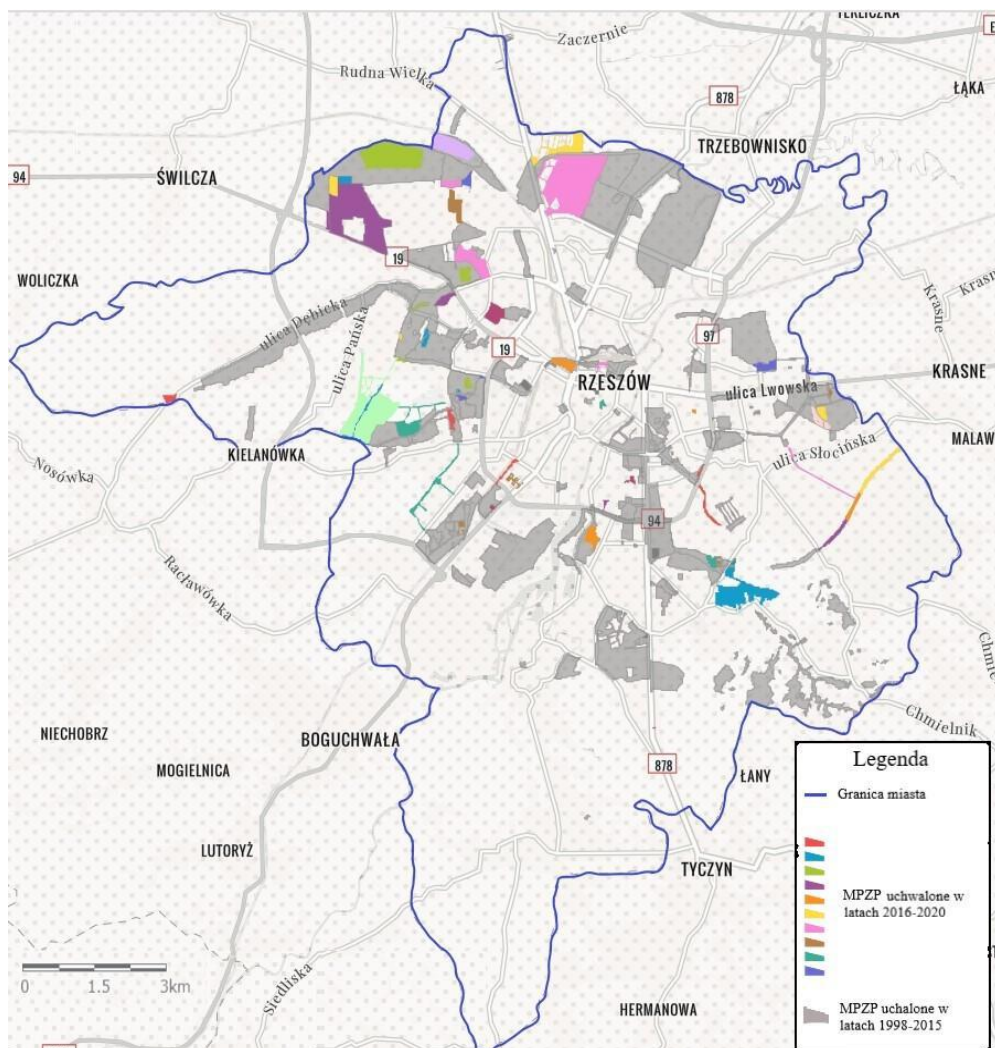 TERLICZKA
E
Zaczernie
Rudna Wielka
878
ŁĄKA
TRZEBOWNISKO
94
ŚWILCZA
19
WOLICZKA
Krasne
Krasn
ulica Dębicka
ulica Pańska
97
19
RZESZÓW
KRASNE
ulica Lwowska
MALAW
ulica Słocińska
KIELANÓWKA
Nosówka
94
Racławówka
Chmie
Chmielnik
NIECHOBRZ
BOGUCHWAŁA
MOGIELNICA
878
ŁANY
LUTORYŻ
TYCZYN
Siedliska
HERMANOWA
0 1.5 3km
Legenda
Granica miasta
MPZP uchwalone w
latach 2016-2020
MPZP uchalone w
latach 1998-2015